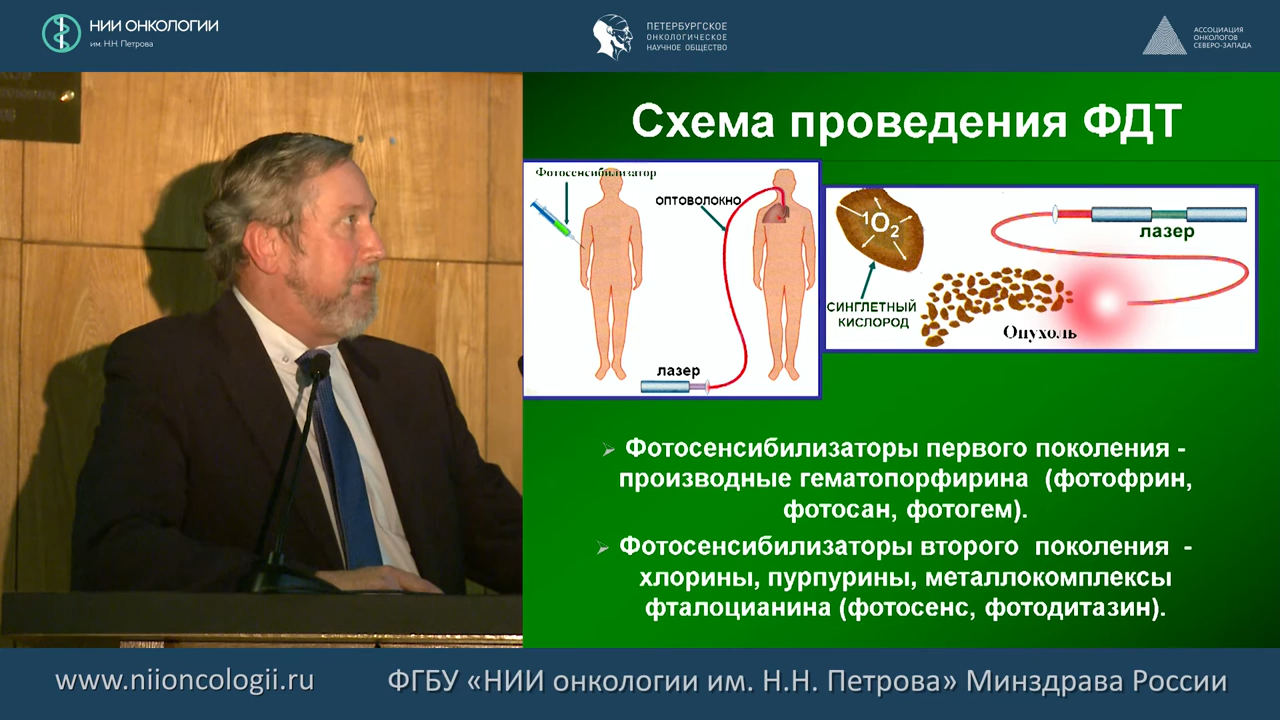 НИИ ОНКОЛОГИИ
им. Н.Н. Петрова
ПЕТЕРБУРГСКОЕ
ОНКОЛОГИЧЕСКОЕ
НАУЧНОЕ ОБЩЕСТВО
АССОЦИАЦИЯ
ОНКОЛОГОВ
СЕВЕРО-ЗАПАДА
Схема проведения ФДТ
Фотосенсибилизатор
ОПТОВОЛОКНО
лазер
¹O₂
СИНГЛЕТНЫЙ
КИСЛОРОД
лазер
Опухоль
Фотосенсибилизаторы первого поколения -
производные гематопорфирина (фотофрин,
фотосан, фотогем).
Фотосенсибилизаторы второго поколения -
хлорины, пурпурины, металлокомплексы
фталоцианина (фотосенс, фотодитазин).
www.niioncologii.ru
ФГБУ «НИИ онкологии им. Н.Н. Петрова» Минздрава России